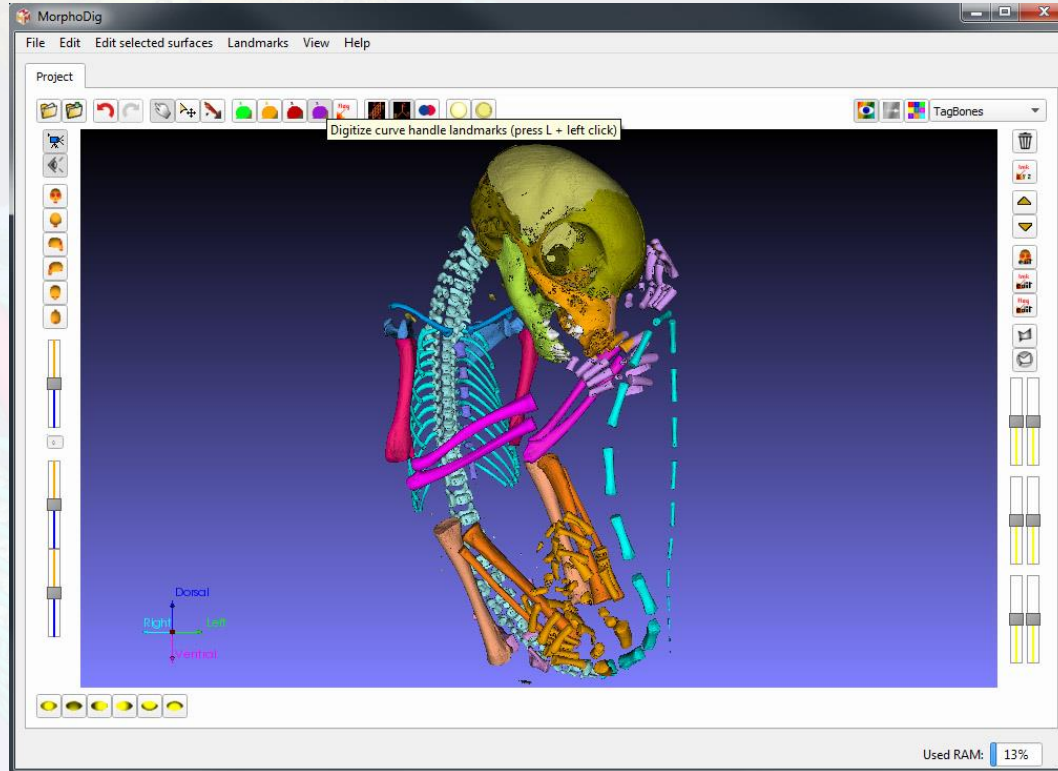 MorphoDig
File Edit Edit selected surfaces Landmarks View Help
Project
TagBones
Digitize curve handle landmarks (press L + left click)
Dorsal
Right Left
Ventral
Used RAM: 13%